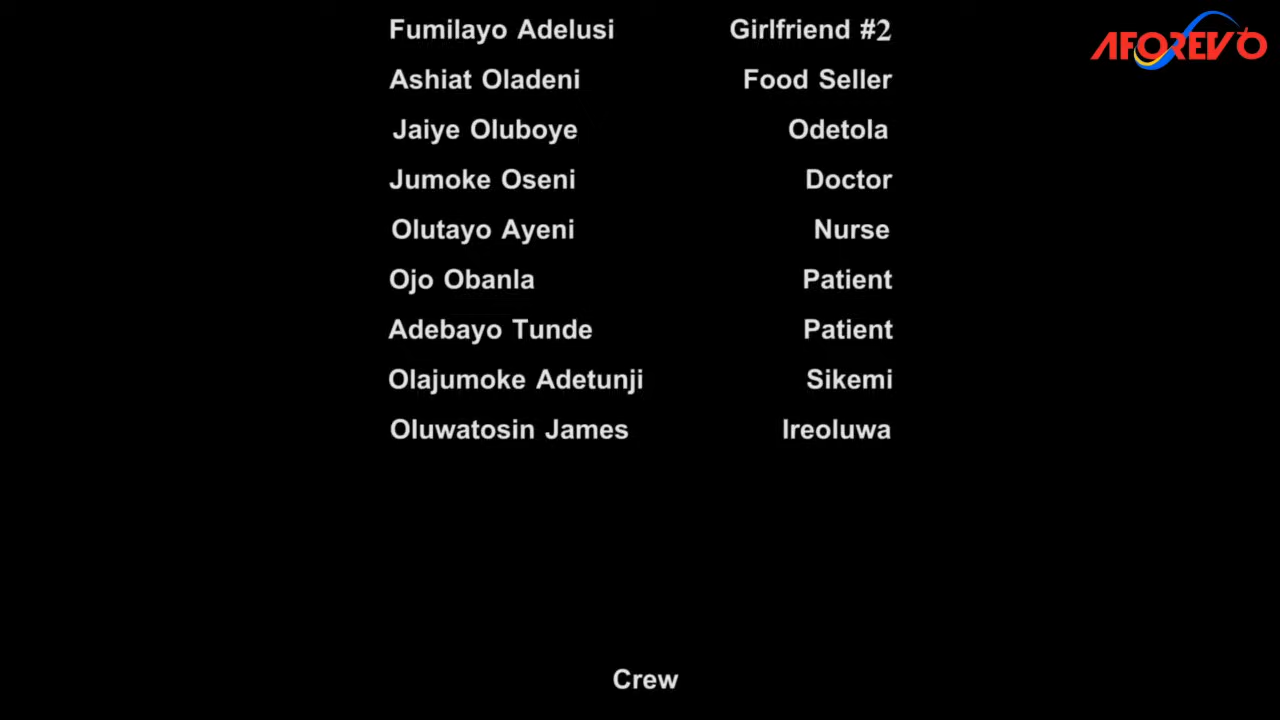 Fumilayo Adelusi Girlfriend #2
AFOREVO
Ashiat Oladeni Food Seller
Jaiye Oluboye Odetola
Jumoke Oseni Doctor
Olutayo Ayeni Nurse
Ojo Obanla Patient
Adebayo Tunde Patient
Olajumoke Adetunji Sikemi
Oluwatosin James Ireoluwa
Crew